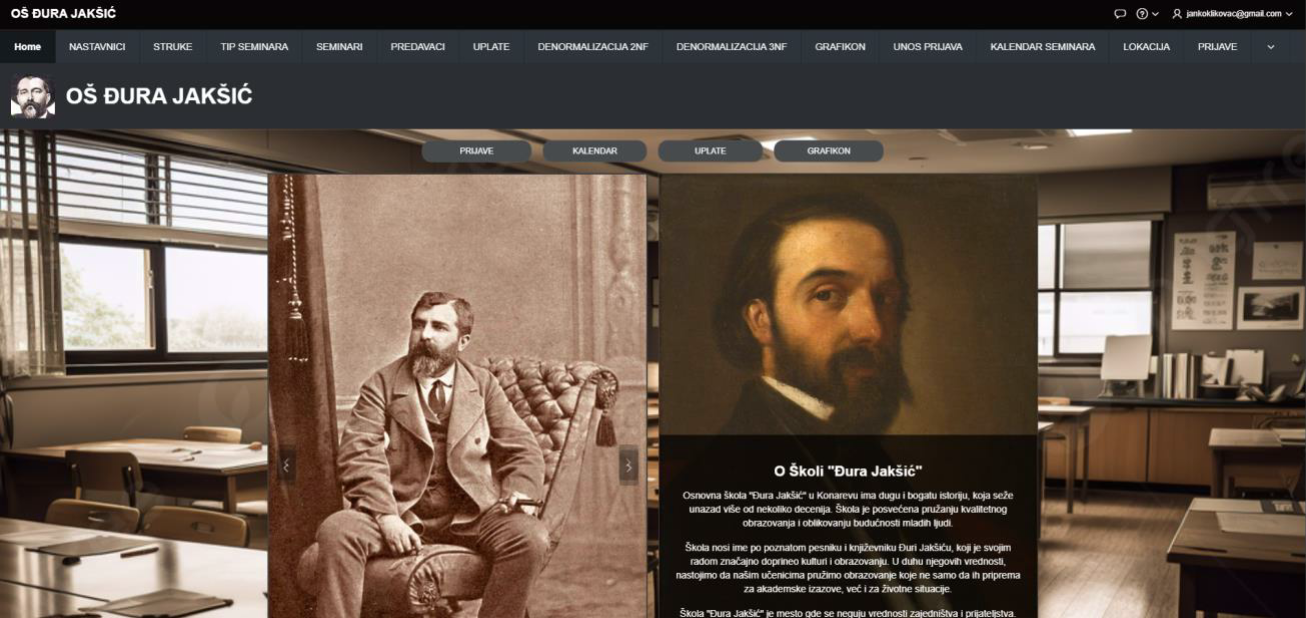 OŠ ĐURA JAKŠIĆ
jankoklikovac@gmail.com
Home NASTAVNICI STRUKE TIP SEMINARA SEMINARI PREDAVACI UPLATE DENORMALIZACIJA 2NF DENORMALIZACIJA 3NF GRAFIKON UNOS PRIJAVA KALENDAR SEMINARA LOKACIJA PRIJAVE
OŠ ĐURA JAKŠIĆ
PRIJAVE KALENDAR UPLATE GRAFIKON
O Školi "Đura Jakšić"
Osnovna škola "Đura Jakšić" u Konarevu ima dugu i bogatu istoriju, koja seže
unazad više od nekoliko decenija. Škola je posvećena pružanju kvalitetnog
obrazovanja i oblikovanju budućnosti mladih ljudi.
Škola nosi ime po poznatom pesniku i književniku Đuri Jakšiću, koji je svojim
radom značajno doprineo kulturi i obrazovanju. U duhu njegovih vrednosti,
nastojimo da našim učenicima pružimo obrazovanje koje ne samo da ih priprema
za akademske izazove, već i za životne situacije.
Škola "Đura Jakšić" je mesto gde se neguju vrednosti zajedništva i prijateljstva.